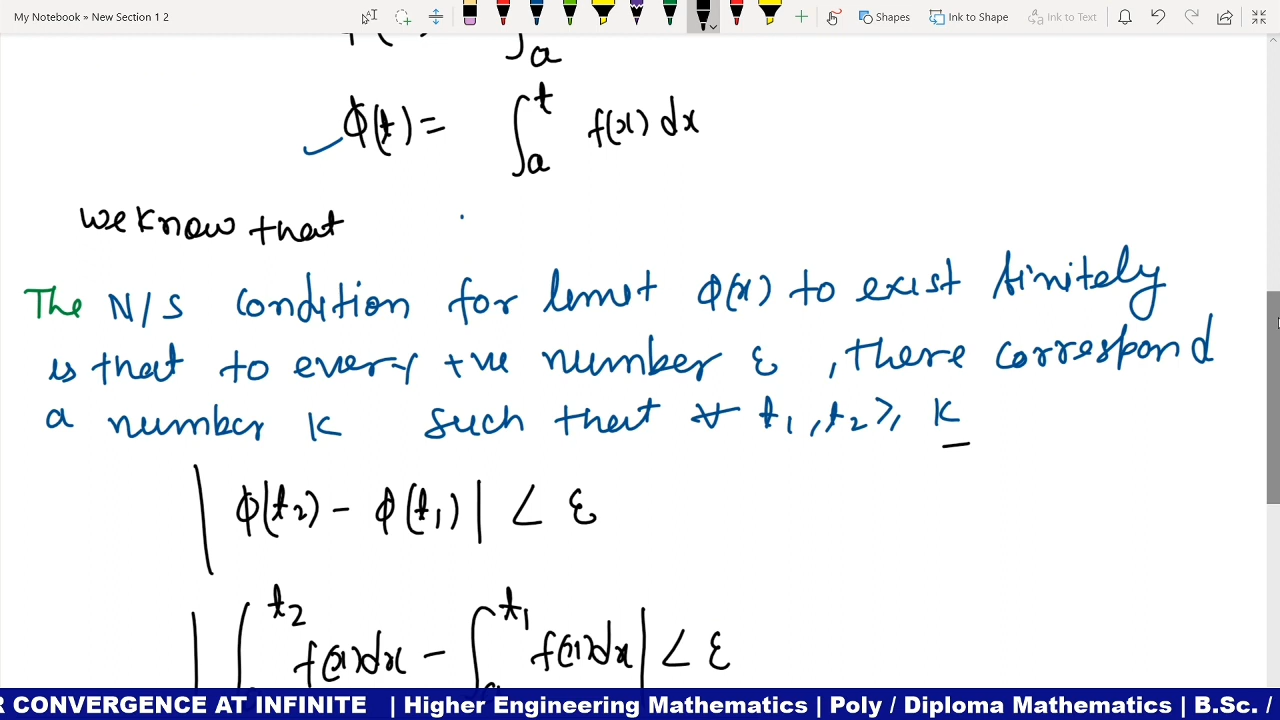 My Notebook » New Section 1 2
Shapes
Ink to Shape
Ink to Text
∫a
ϕ(t) = ∫a^t f(x) dx
We know that
The N/S condition for limit ϕ(x) to exist finitely
is that to every +ve number ε , there correspond
a number K such that ∀ t1 , t2 ≥ K
| ϕ(t2) - ϕ(t1) | < ε
| ∫^t2 f(x)dx - ∫a^t1 f(x)dx | < ε
R CONVERGENCE AT INFINITE | Higher Engineering Mathematics | Poly / Diploma Mathematics | B.Sc. /